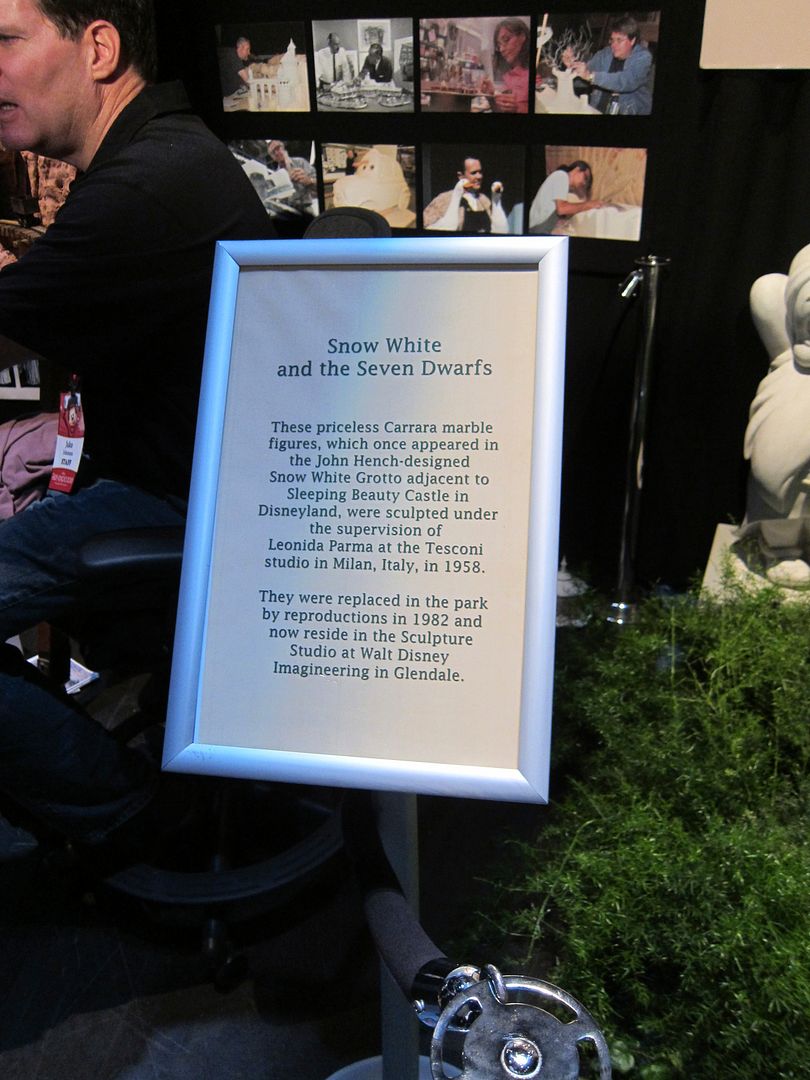 Snow White
and the Seven Dwarfs
These priceless Carrara marble
figures, which once appeared in
the John Hench-designed
Snow White Grotto adjacent to
Sleeping Beauty Castle in
Disneyland, were sculpted under
the supervision of
Leonida Parma at the Tesconi
studio in Milan, Italy, in 1958.
They were replaced in the park
by reproductions in 1982 and
now reside in the Sculpture
Studio at Walt Disney
Imagineering in Glendale.
John
STAFF